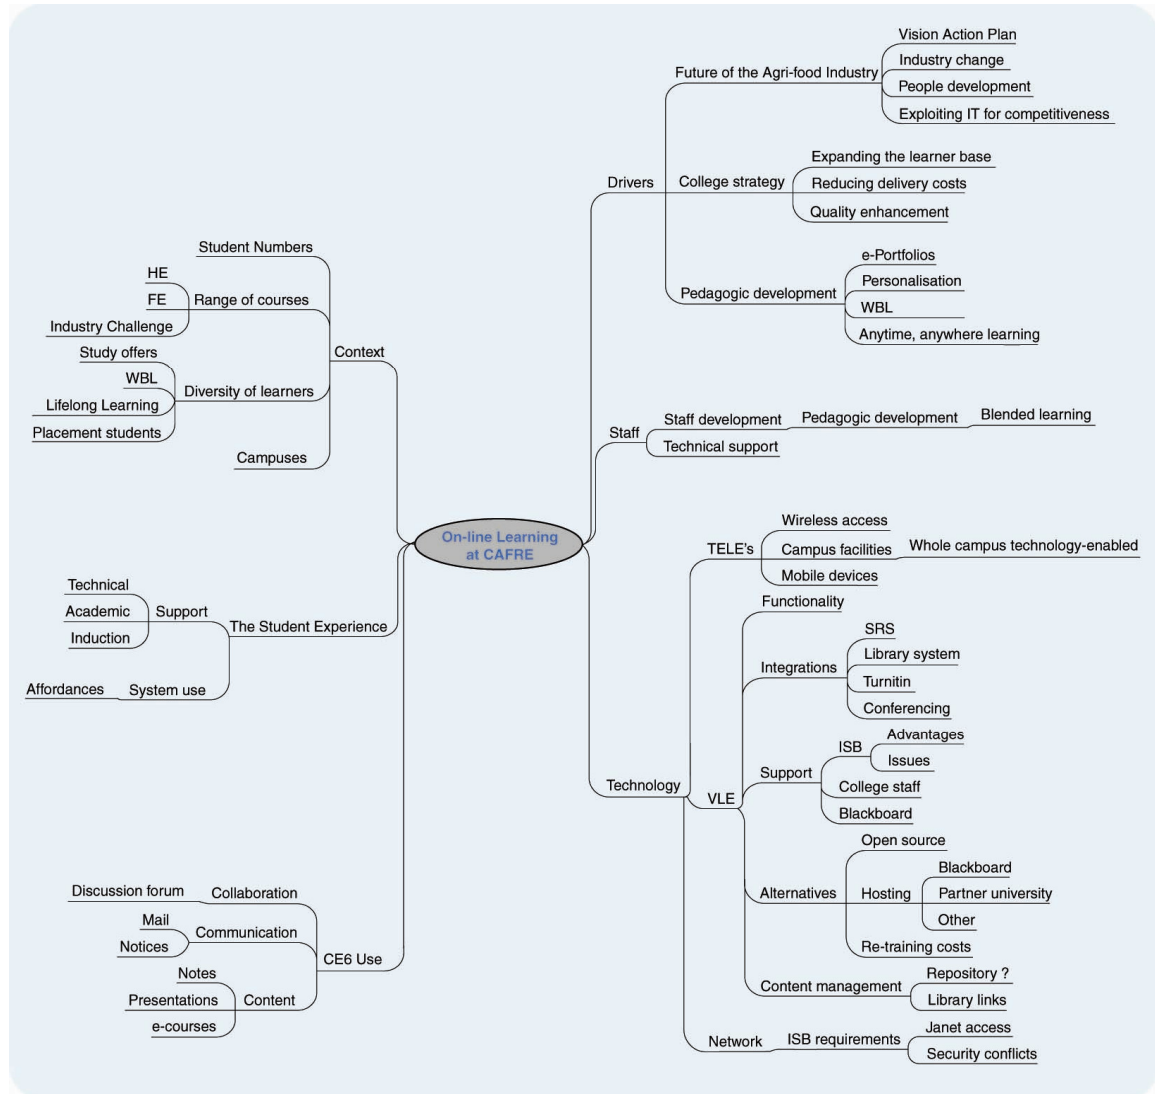 On-line Learning
at CAFRE
Drivers
Future of the Agri-food Industry
Vision Action Plan
Industry change
People development
Exploiting IT for competitiveness
College strategy
Expanding the learner base
Reducing delivery costs
Quality enhancement
Pedagogic development
e-Portfolios
Personalisation
WBL
Anytime, anywhere learning
Staff
Staff development
Pedagogic development
Blended learning
Technical support
Technology
TELE's
Wireless access
Campus facilities
Whole campus technology-enabled
Mobile devices
VLE
Functionality
Integrations
SRS
Library system
Turnitin
Conferencing
Support
ISB
Advantages
Issues
College staff
Blackboard
Alternatives
Open source
Hosting
Blackboard
Partner university
Other
Re-training costs
Content management
Repository ?
Library links
Network
ISB requirements
Janet access
Security conflicts
Context
Student Numbers
Range of courses
HE
FE
Industry Challenge
Diversity of learners
Study offers
WBL
Lifelong Learning
Placement students
Campuses
The Student Experience
Support
Technical
Academic
Induction
System use
Affordances
CE6 Use
Collaboration
Discussion forum
Communication
Mail
Notices
Content
Notes
Presentations
e-courses